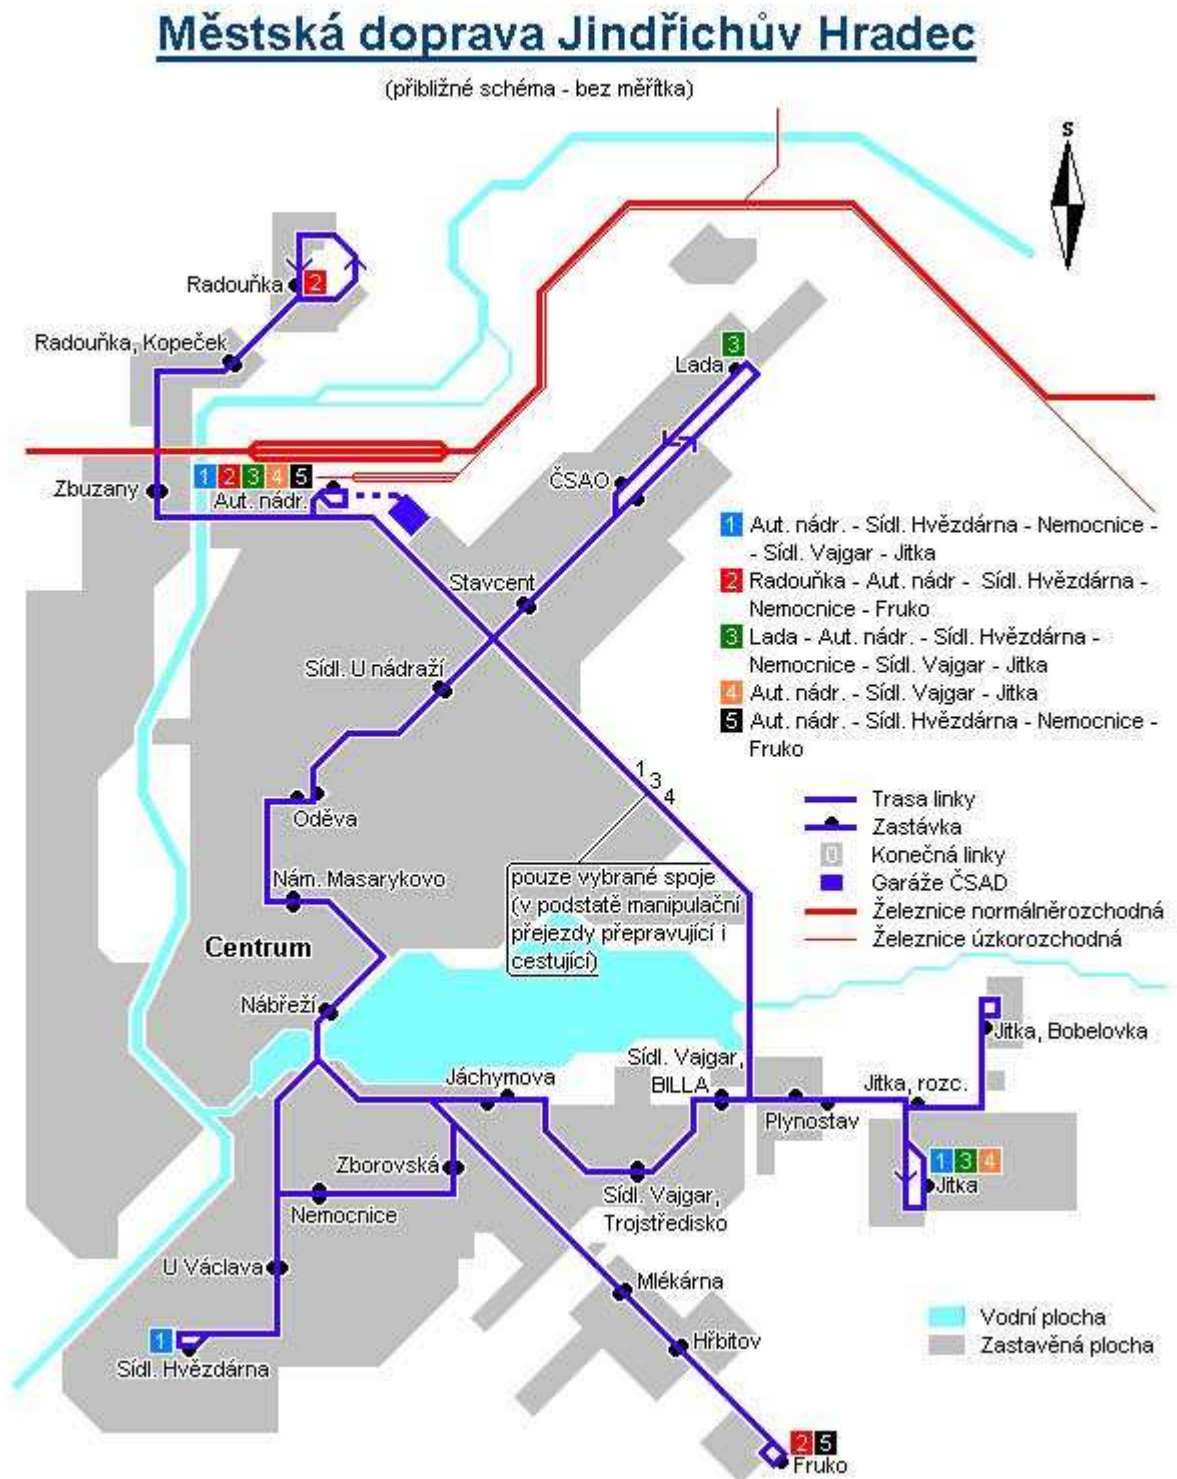 Městská doprava Jindřichův Hradec
(přibližné schéma - bez měřítka)
S
Radouňka
2
Radouňka, Kopeček
3
Lada
Zbuzany
1 2 3 4 5
Aut. nádr.
ČSAO
1 Aut. nádr. - Sídl. Hvězdárna - Nemocnice -
- Sídl. Vajgar - Jitka
2 Radouňka - Aut. nádr - Sídl. Hvězdárna -
Nemocnice - Fruko
3 Lada - Aut. nádr. - Sídl. Hvězdárna -
Nemocnice - Sídl. Vajgar - Jitka
4 Aut. nádr. - Sídl. Vajgar - Jitka
5 Aut. nádr. - Sídl. Hvězdárna - Nemocnice -
Fruko
Stavcent
Sídl. U nádraží
1
3
4
Oděva
Trasa linky
Zastávka
0 Konečná linky
Garáže ČSAD
Železnice normálněrozchodná
Železnice úzkorozchodná
pouze vybrané spoje
(v podstatě manipulační
přejezdy přepravující i
cestující)
Nám. Masarykovo
Centrum
Nábřeží
Jitka, Bobelovka
Sídl. Vajgar,
BILLA
Jáchymova
Jitka, rozc.
Plynostav
Zborovská
1 3 4
Jitka
Nemocnice
Sídl. Vajgar,
Trojstředisko
U Václava
Mlékárna
1
Sídl. Hvězdárna
Hřbitov
Vodní plocha
Zastavěná plocha
2 5
Fruko